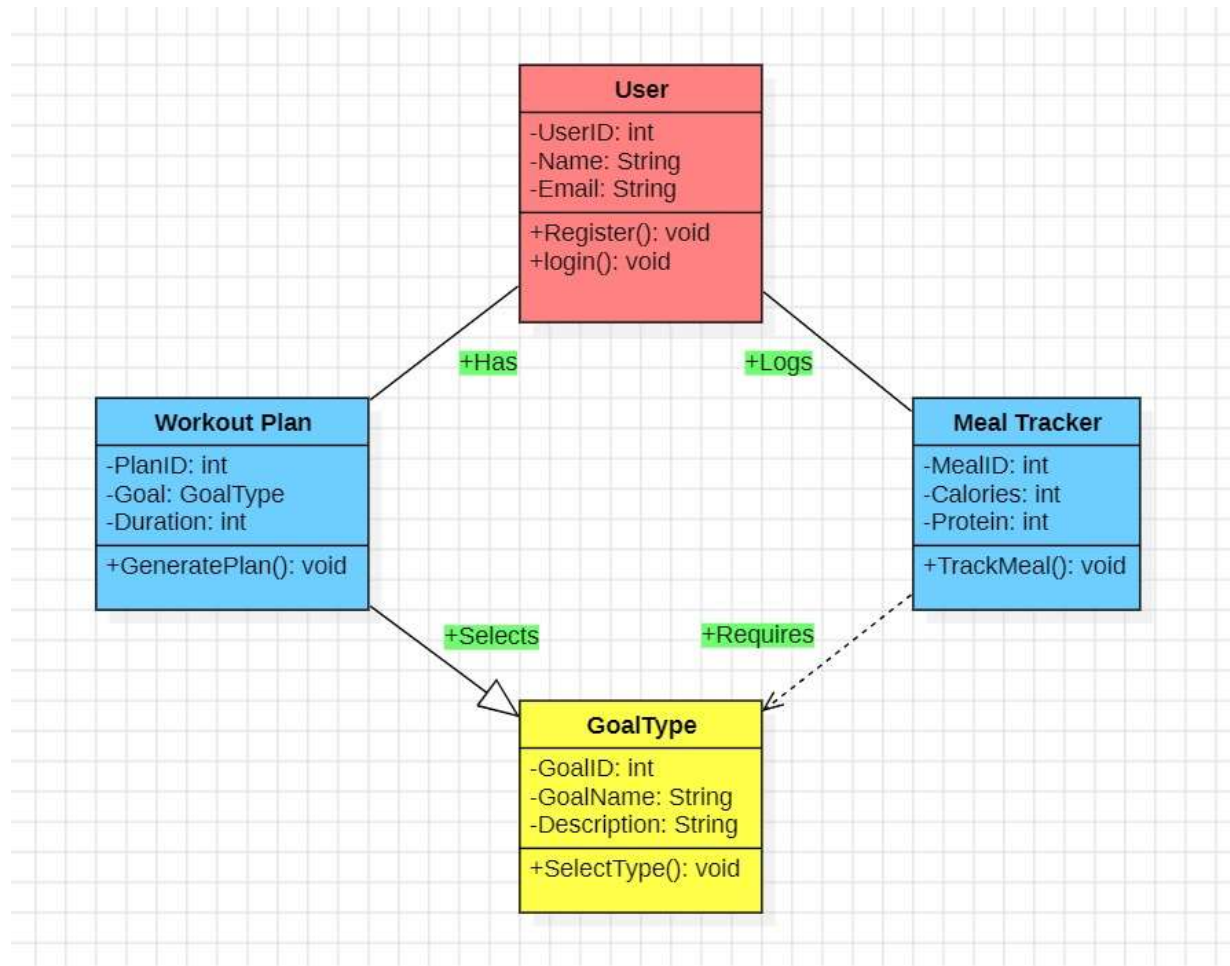 User
-UserID: int
-Name: String
-Email: String
+Register(): void
+login(): void
+Has
+Logs
Workout Plan
-PlanID: int
-Goal: GoalType
-Duration: int
+GeneratePlan(): void
Meal Tracker
-MealID: int
-Calories: int
-Protein: int
+TrackMeal(): void
+Selects
+Requires
GoalType
-GoalID: int
-GoalName: String
-Description: String
+SelectType(): void